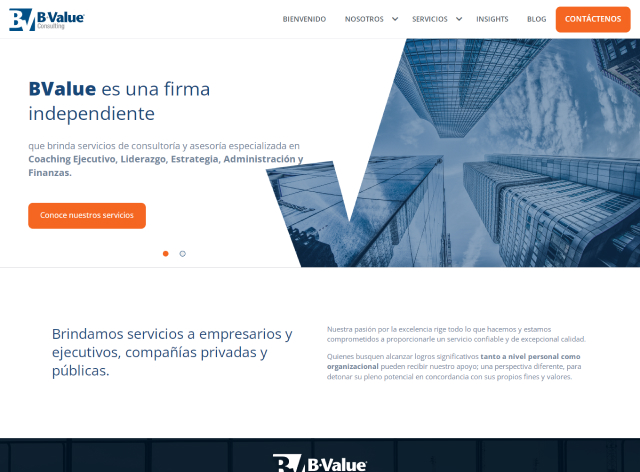 BV B·Value
Consulting
BIENVENIDO NOSOTROS SERVICIOS INSIGHTS BLOG CONTÁCTENOS
BValue es una firma
independiente
que brinda servicios de consultoría y asesoria especializada en
Coaching Ejecutivo, Liderazgo, Estrategia, Administración y
Finanzas.
Conoce nuestros servicios
Brindamos servicios a empresarios y
ejecutivos, compañías privadas y
públicas.
Nuestra pasión por la excelencia rige todo lo que hacemos y estamos
comprometidos a proporcionarle un servicio confiable y de excepcional calidad.
Quienes busquen alcanzar logros significativos tanto a nivel personal como
organizacional pueden recibir nuestro apoyo; una perspectiva diferente, para
detonar su pleno potencial en concordancia con sus propios fines y valores.
BV B·Value